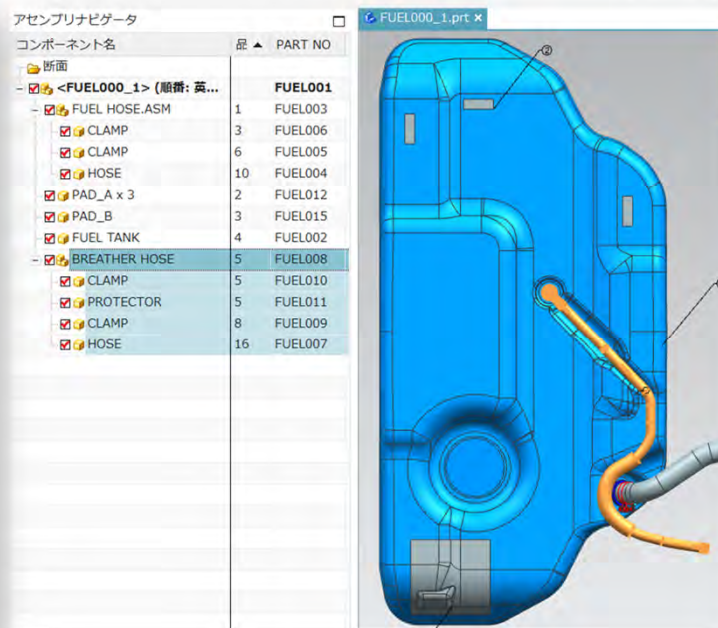 アセンブリナビゲータ
コンポーネント名 品 ▲ PART NO
断面
<FUEL000_1> (順番: 英... FUEL001
FUEL HOSE.ASM 1 FUEL003
CLAMP 3 FUEL006
CLAMP 6 FUEL005
HOSE 10 FUEL004
PAD_A x 3 2 FUEL012
PAD_B 3 FUEL015
FUEL TANK 4 FUEL002
BREATHER HOSE 5 FUEL008
CLAMP 5 FUEL010
PROTECTOR 5 FUEL011
CLAMP 8 FUEL009
HOSE 16 FUEL007
FUEL000_1.prt ×
②